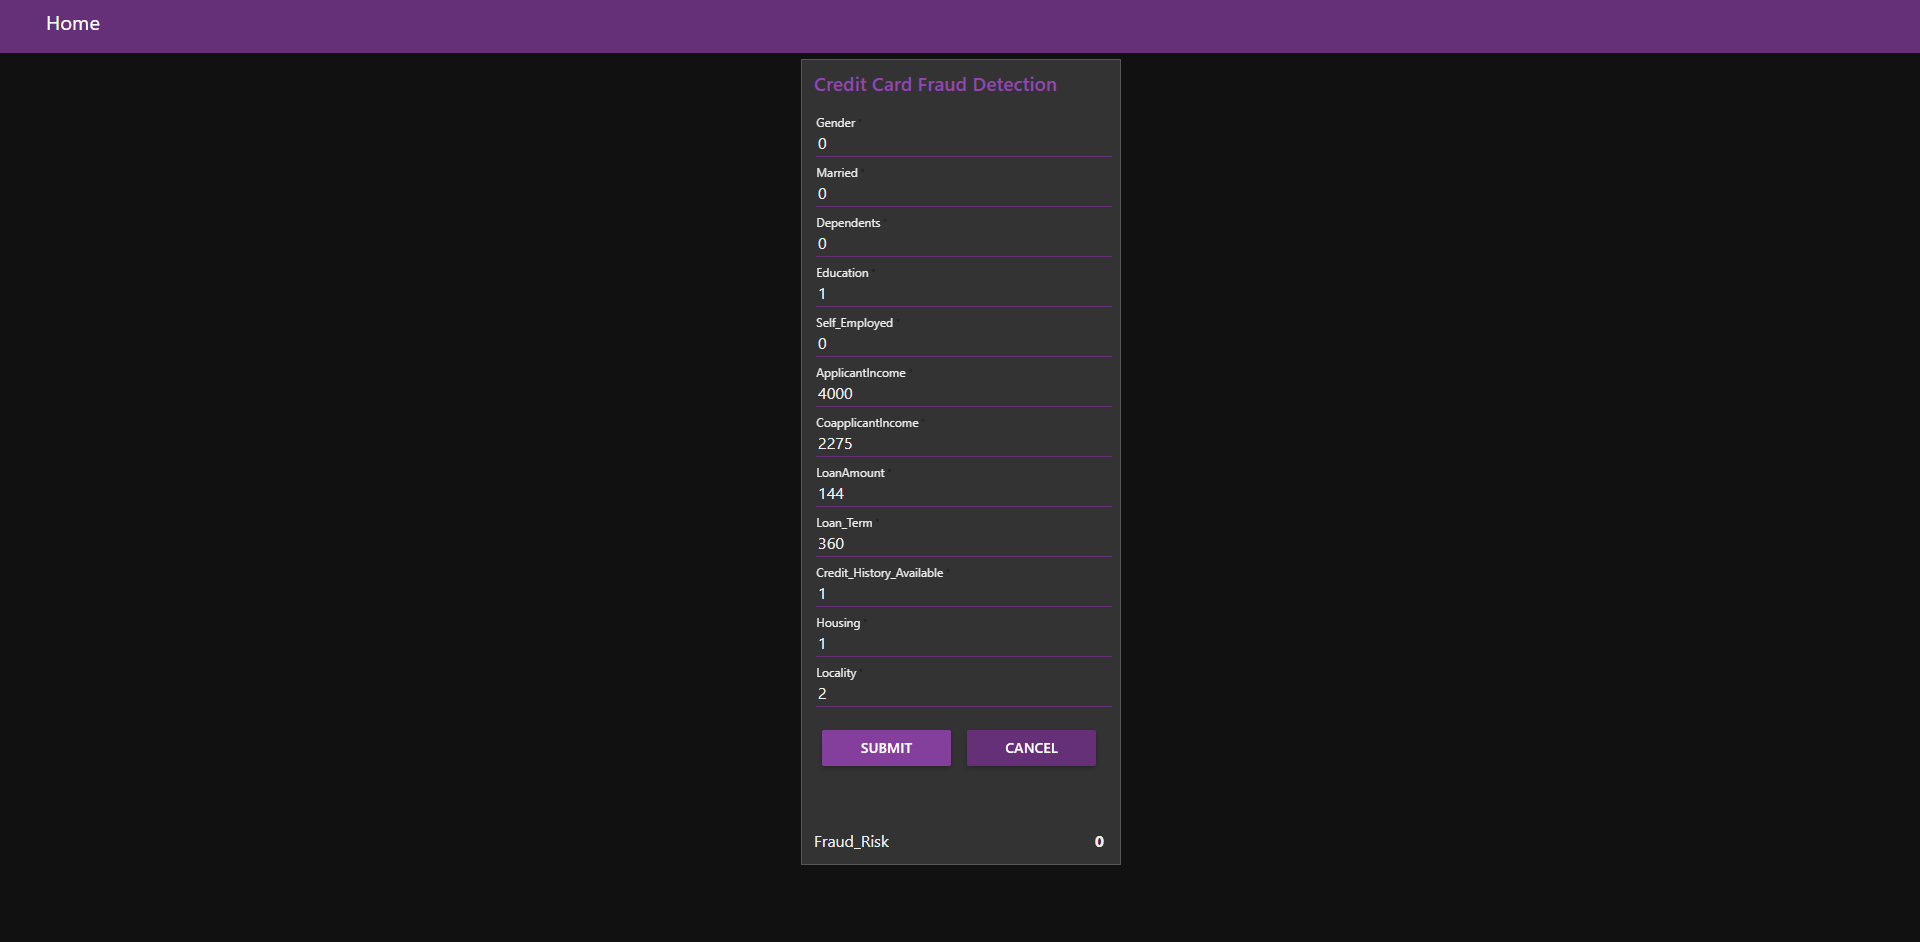 Home
Credit Card Fraud Detection
Gender *
0
Married *
0
Dependents *
0
Education *
1
Self_Employed *
0
ApplicantIncome *
4000
CoapplicantIncome *
2275
LoanAmount *
144
Loan_Term *
360
Credit_History_Available *
1
Housing *
1
Locality *
2
SUBMIT CANCEL
Fraud_Risk 0